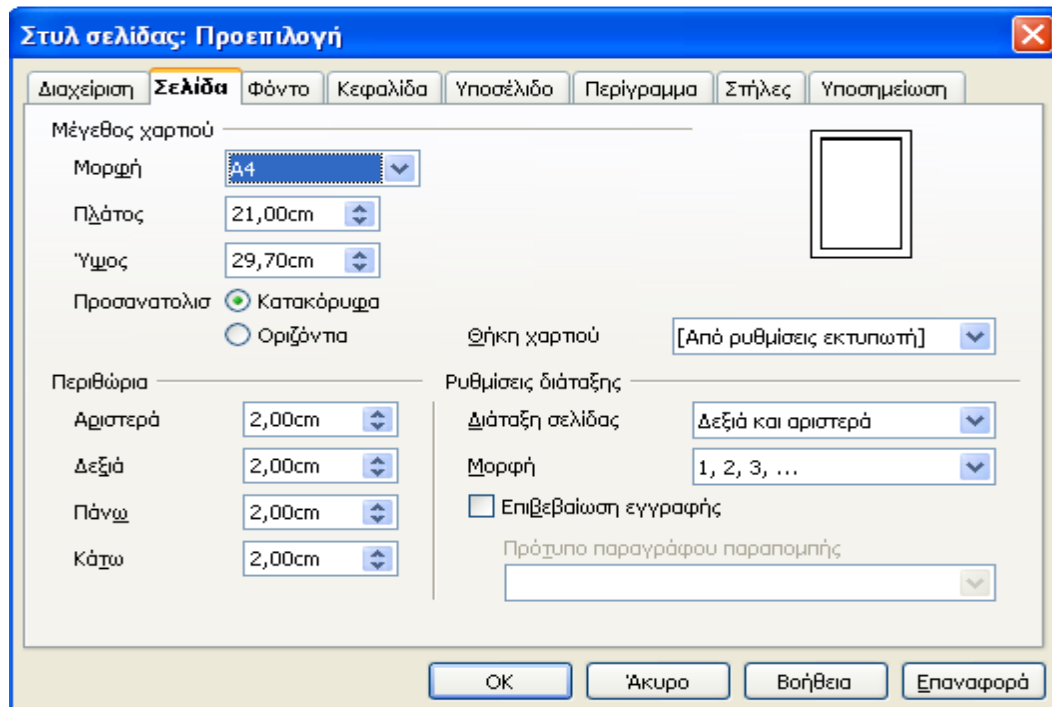 Στυλ σελίδας: Προεπιλογή
Διαχείριση Σελίδα Φόντο Κεφαλίδα Υποσέλιδο Περίγραμμα Στήλες Υποσημείωση
Μέγεθος χαρτιού
Μορφή A4
Πλάτος 21,00cm
Ύψος 29,70cm
Προσανατολισ Κατακόρυφα
Οριζόντια Θήκη χαρτιού [Από ρυθμίσεις εκτυπωτή]
Περιθώρια Ρυθμίσεις διάταξης
Αριστερά 2,00cm Διάταξη σελίδας Δεξιά και αριστερά
Δεξιά 2,00cm Μορφή 1, 2, 3, ...
Πάνω 2,00cm Επιβεβαίωση εγγραφής
Κάτω 2,00cm Πρότυπο παραγράφου παραπομπής
OK Άκυρο Βοήθεια Επαναφορά